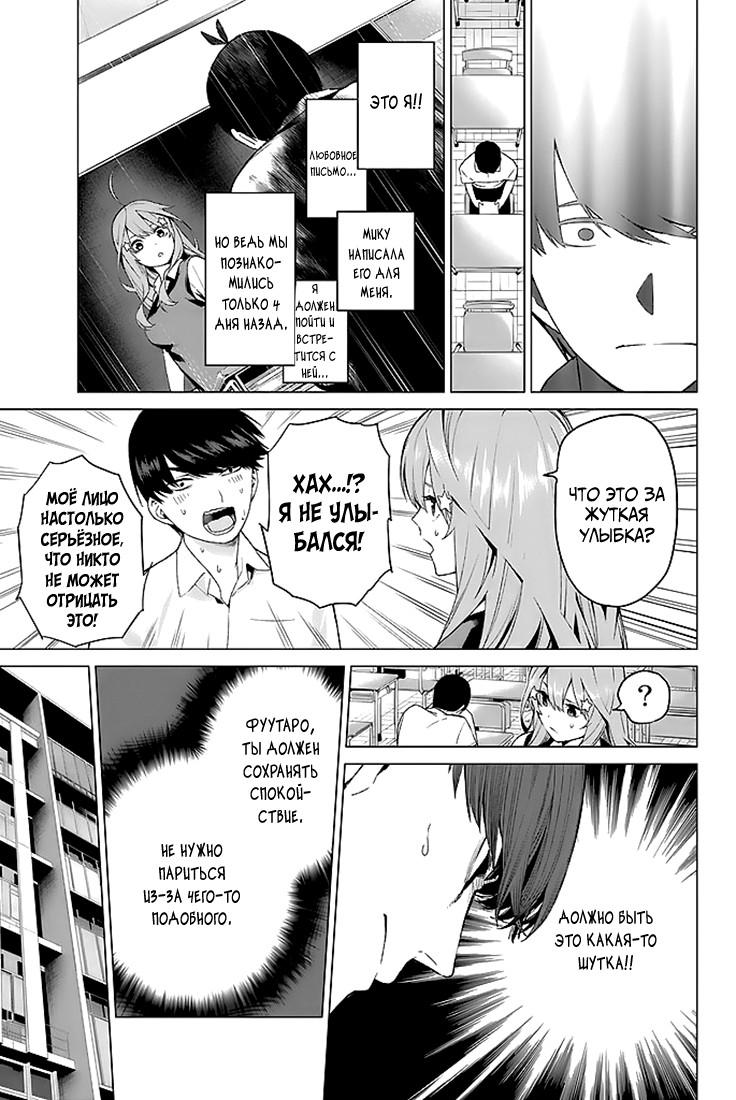 ЭТО Я!!
ЛЮБОВНОЕ
ПИСЬМО...
МИКУ
НАПИСАЛА
ЕГО ДЛЯ
МЕНЯ.
Я
ДОЛЖЕН
ПОЙТИ И
ВСТРЕ-
ТИТСЯ С
НЕЙ...
НО ВЕДЬ МЫ
ПОЗНАКО-
МИЛИСЬ
ТОЛЬКО 4
ДНЯ НАЗАД.
ЧТО ЭТО ЗА
ЖУТКАЯ
УЛЫБКА?
ХАХ...!?
Я НЕ УЛЫ-
БАЛСЯ!
МОЁ ЛИЦО
НАСТОЛЬКО
СЕРЬЁЗНОЕ,
ЧТО НИКТО
НЕ МОЖЕТ
ОТРИЦАТЬ
ЭТО!
?
ДОЛЖНО БЫТЬ
ЭТО КАКАЯ-ТО
ШУТКА!!
ФУУТАРО,
ТЫ ДОЛЖЕН
СОХРАНЯТЬ
СПОКОЙ-
СТВИЕ.
НЕ НУЖНО
ПАРИТЬСЯ
ИЗ-ЗА ЧЕГО-ТО
ПОДОБНОГО.